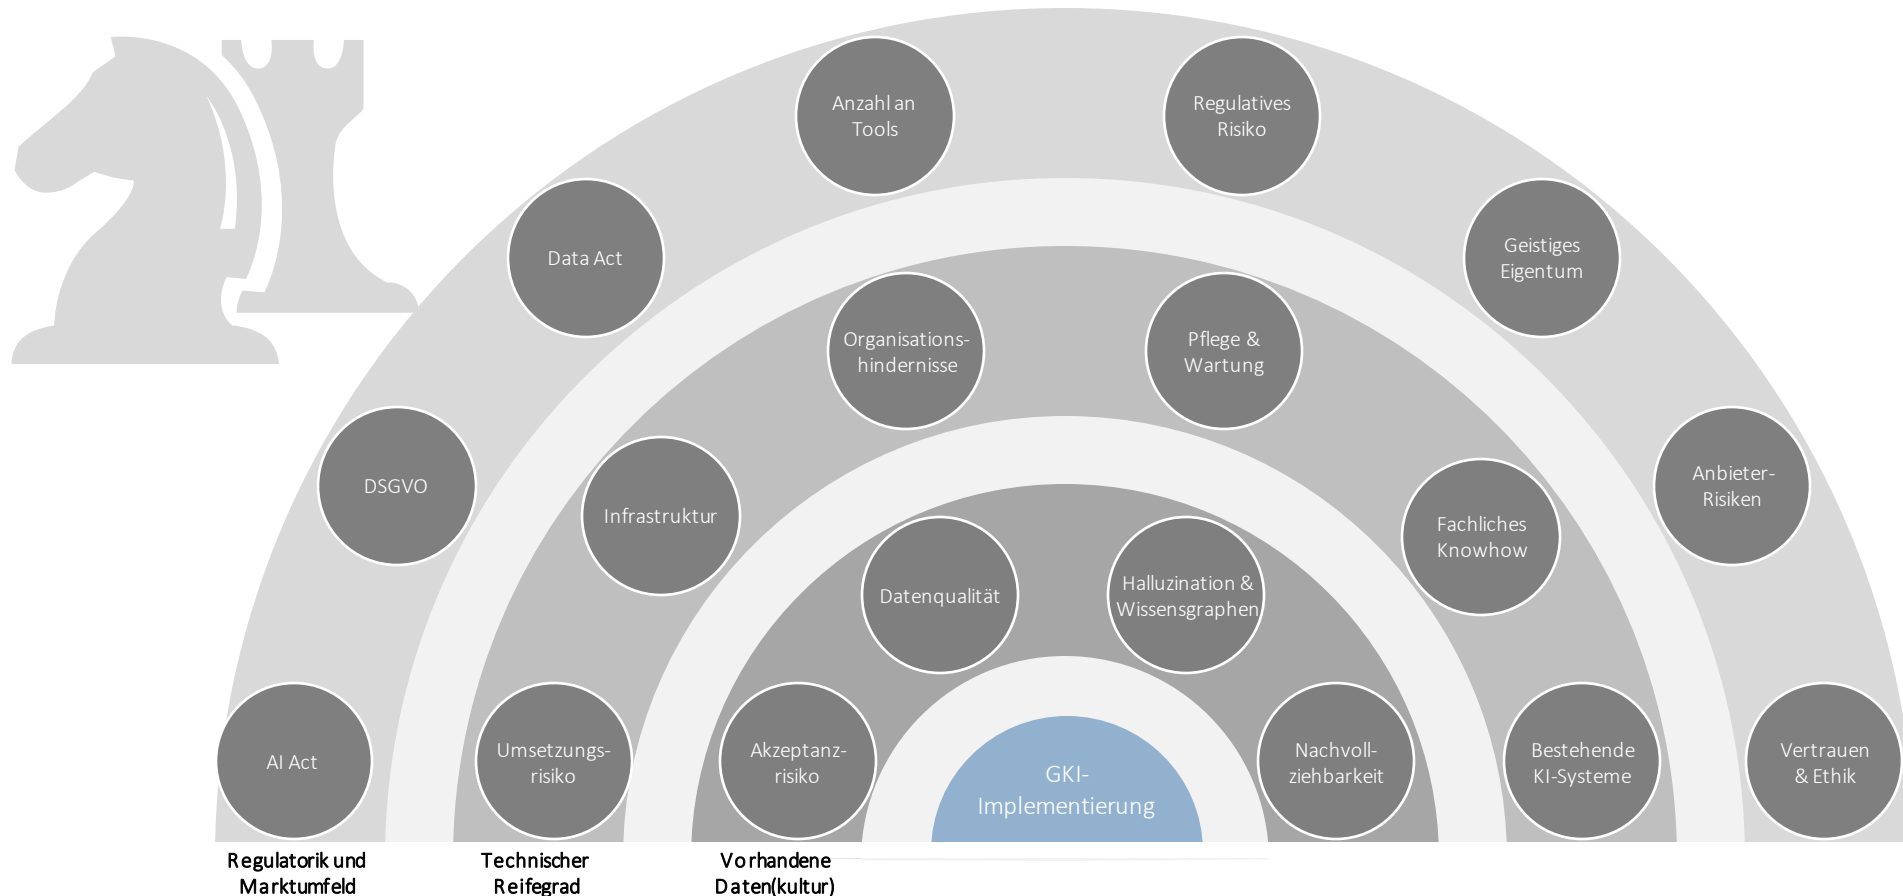 Anzahl an
Tools
Regulatives
Risiko
Data Act
Geistiges
Eigentum
Organisations-
hindernisse
Pflege &
Wartung
DSGVO
Infrastruktur
Fachliches
Knowhow
Anbieter-
Risiken
Datenqualität
Halluzination &
Wissensgraphen
AI Act
Umsetzungs-
risiko
Akzeptanz-
risiko
GKI-
Implementierung
Nachvoll-
ziehbarkeit
Bestehende
KI-Systeme
Vertrauen
& Ethik
Regulatorik und
Marktumfeld
Technischer
Reifegrad
Vorhandene
Daten(kultur)